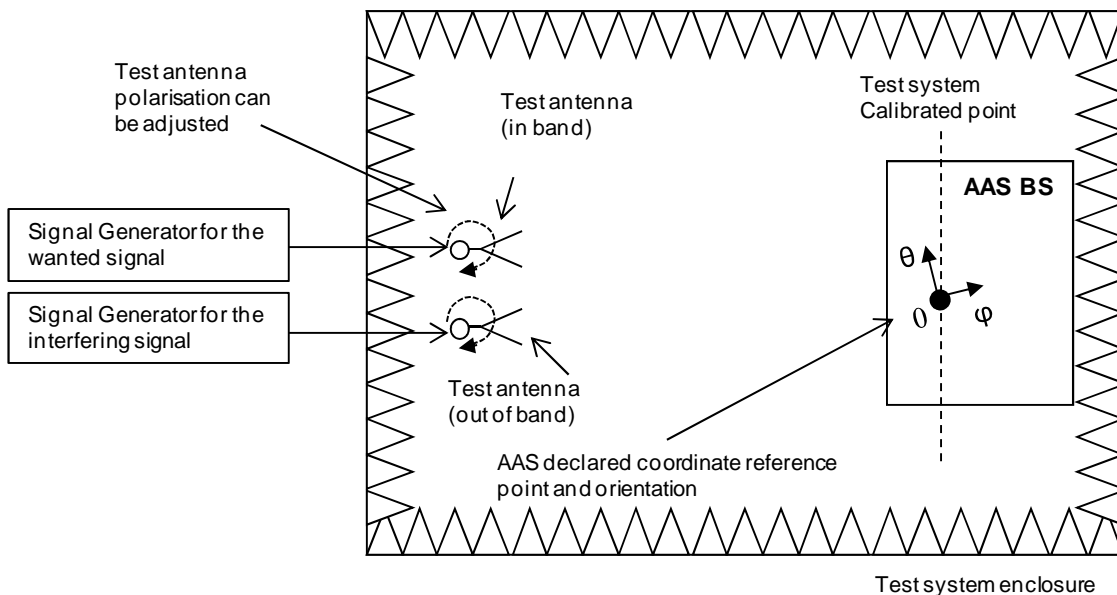 Test antenna
polarisation can
be adjusted
Test antenna
(in band)
Test system
Calibrated point
AAS BS
Signal Generator for the
wanted signal
θ
0
φ
Signal Generator for the
interfering signal
Test antenna
(out of band)
AAS declared coordinate reference
point and orientation
Test system enclosure